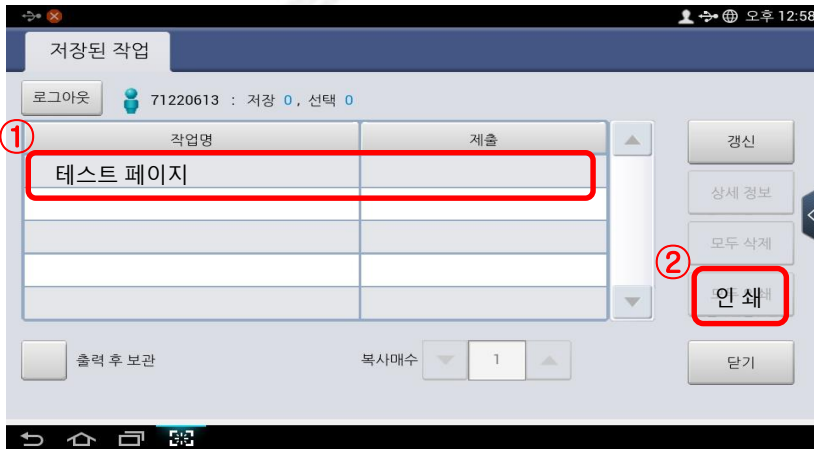 오후 12:58
저장된 작업
로그아웃 71220613 : 저장 0, 선택 0
①
작업명 제출 갱신
테스트 페이지
상세 정보
모두 삭제
②
인 쇄
출력 후 보관 복사매수 1 닫기